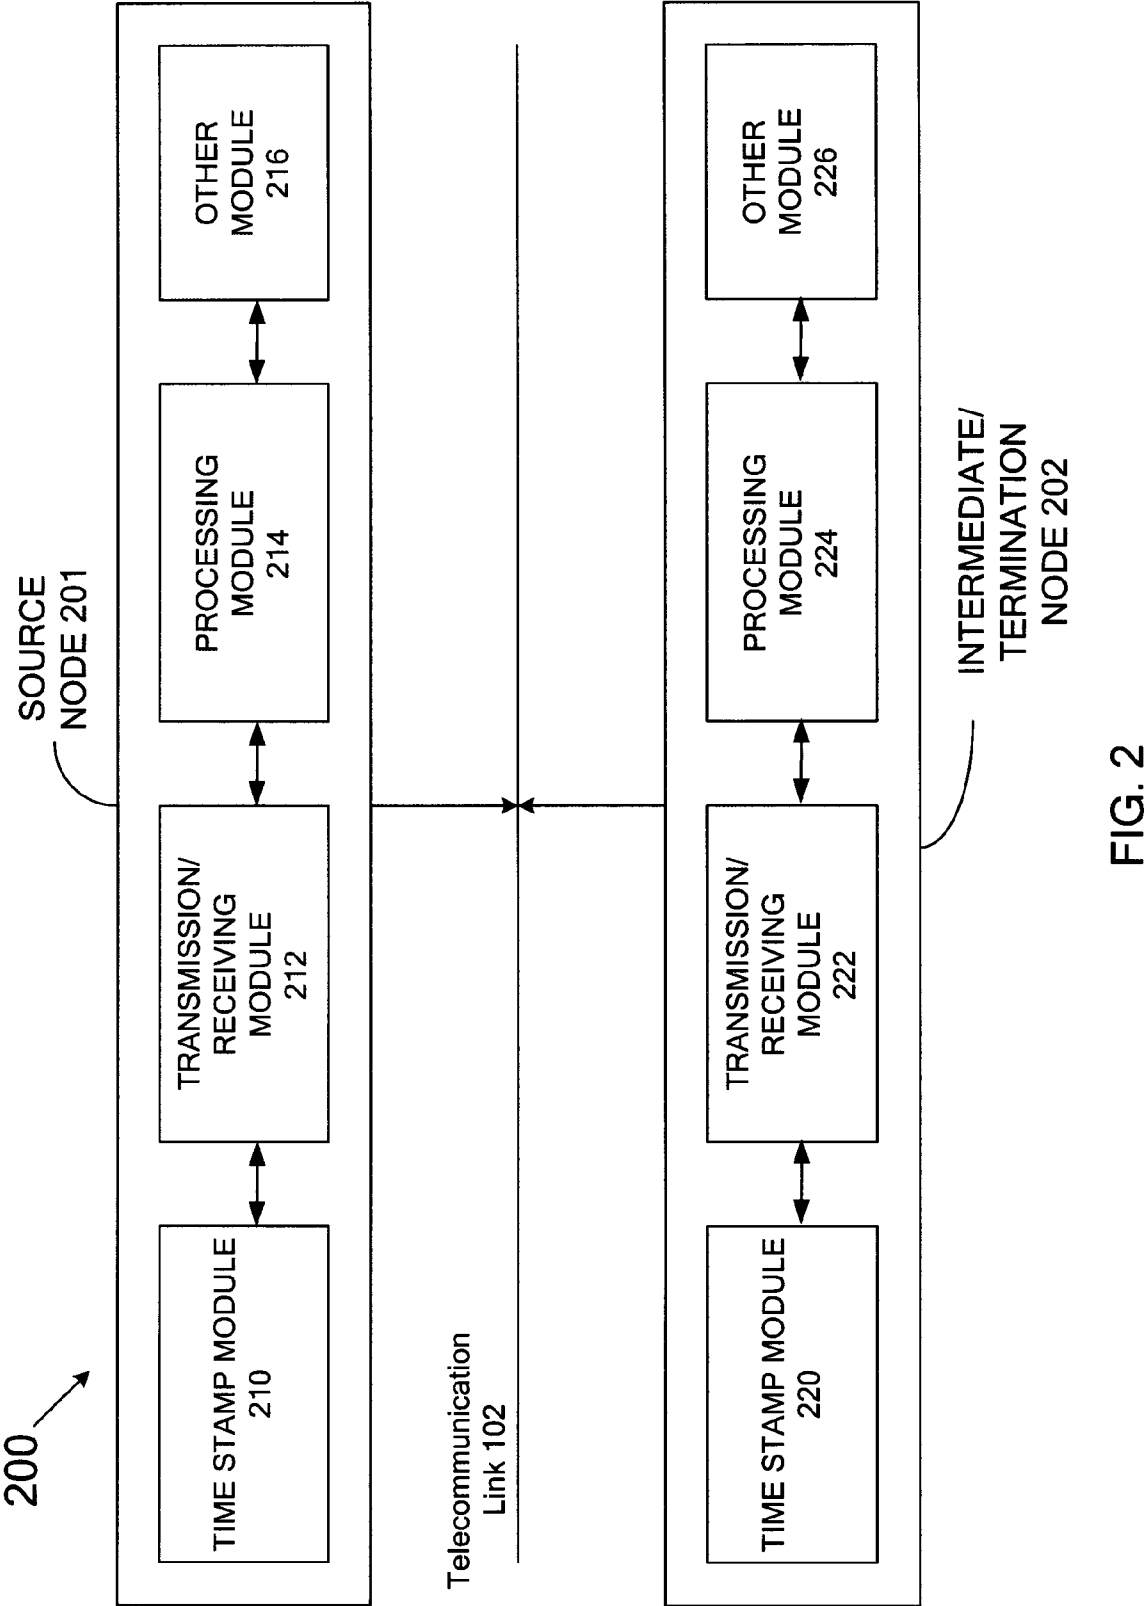 200
SOURCE
NODE 201
TIME STAMP MODULE
210
TRANSMISSION/
RECEIVING
MODULE
212
PROCESSING
MODULE
214
OTHER
MODULE
216
Telecommunication
Link 102
TIME STAMP MODULE
220
TRANSMISSION/
RECEIVING
MODULE
222
PROCESSING
MODULE
224
OTHER
MODULE
226
INTERMEDIATE/
TERMINATION
NODE 202
FIG. 2